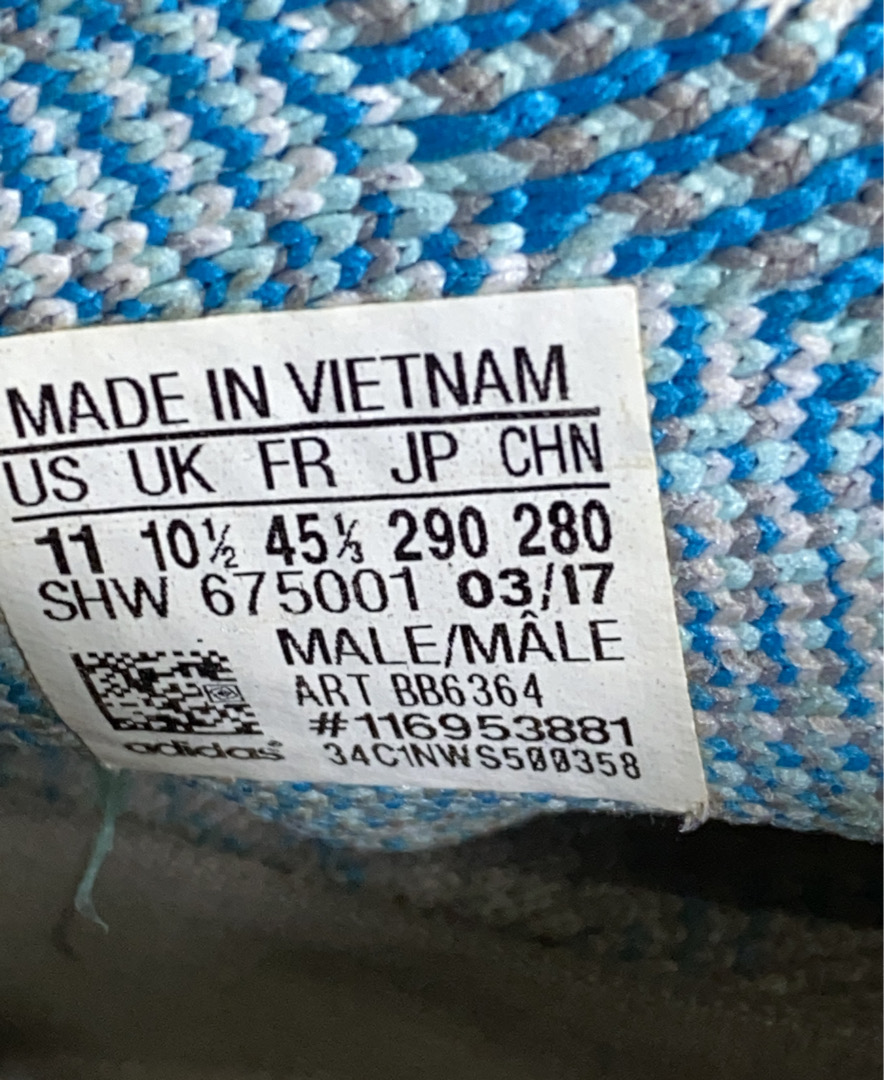 MADE IN VIETNAM
US UK FR JP CHN
11 10½ 45⅓ 290 280
SHW 675001 03/17
MALE/MÂLE
ART BB6364
#116953881
adidas
34C1NWS500358